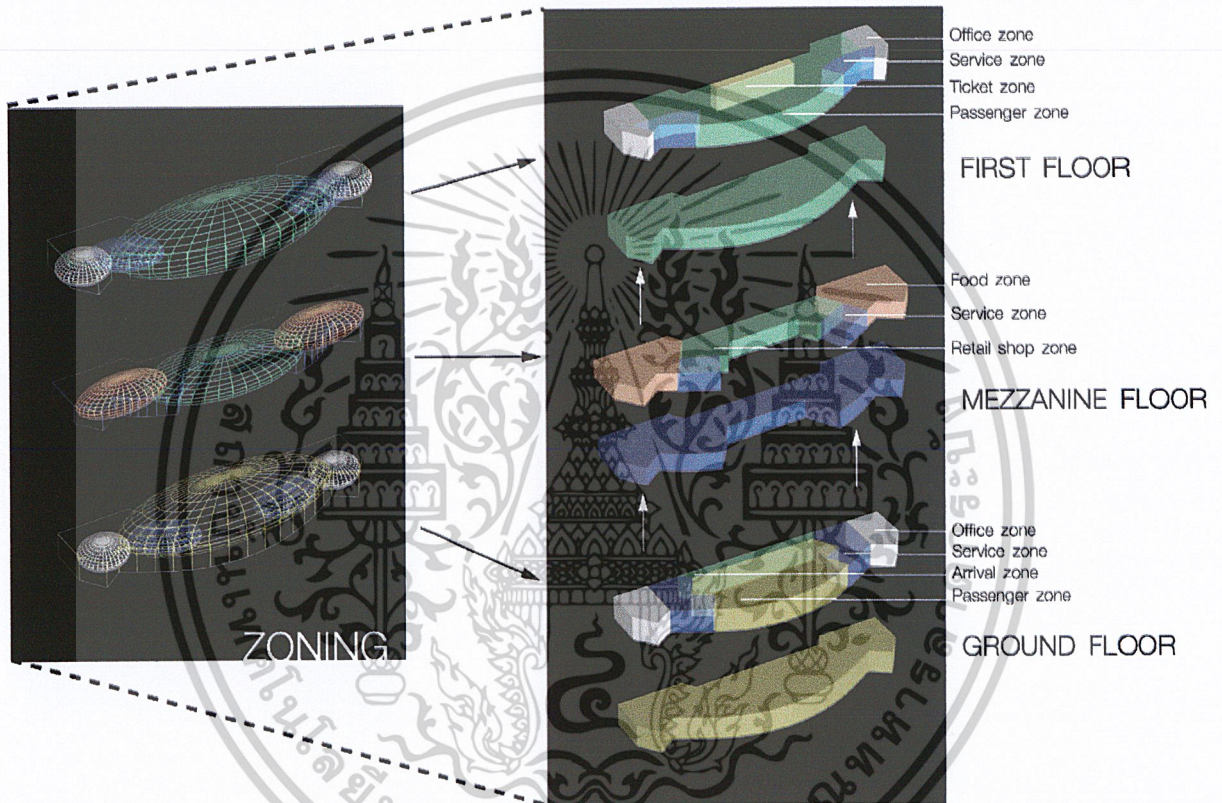 Office zone
Service zone
Ticket zone
Passenger zone
FIRST FLOOR
Food zone
Service zone
Retail shop zone
MEZZANINE FLOOR
Office zone
Service zone
Arrival zone
Passenger zone
GROUND FLOOR
ZONING